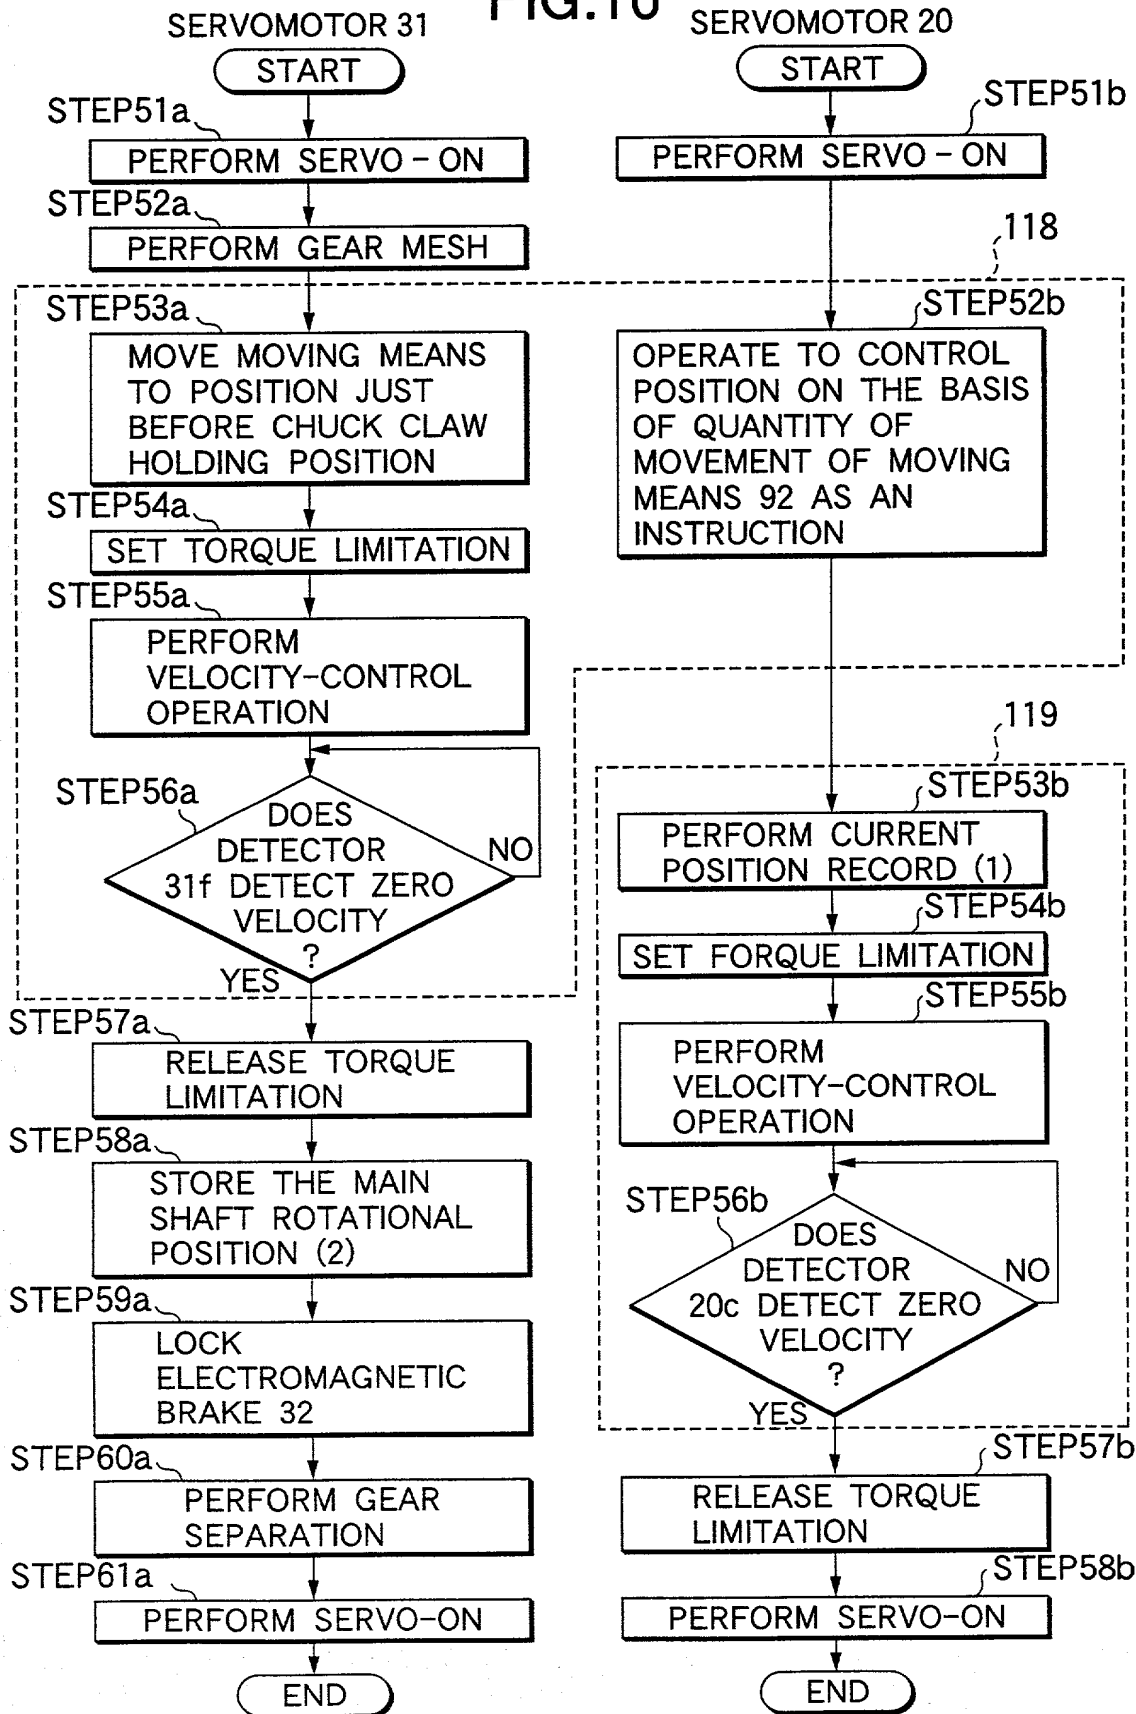 FIG.10
SERVOMOTOR 31
START
STEP51a
PERFORM SERVO-ON
STEP52a
PERFORM GEAR MESH
STEP53a
MOVE MOVING MEANS
TO POSITION JUST
BEFORE CHUCK CLAW
HOLDING POSITION
STEP54a
SET TORQUE LIMITATION
STEP55a
PERFORM
VELOCITY-CONTROL
OPERATION
STEP56a
DOES
DETECTOR
31f DETECT ZERO
VELOCITY
?
NO
YES
STEP57a
RELEASE TORQUE
LIMITATION
STEP58a
STORE THE MAIN
SHAFT ROTATIONAL
POSITION (2)
STEP59a
LOCK
ELECTROMAGNETIC
BRAKE 32
STEP60a
PERFORM GEAR
SEPARATION
STEP61a
PERFORM SERVO-ON
END
SERVOMOTOR 20
START
STEP51b
PERFORM SERVO-ON
118
STEP52b
OPERATE TO CONTROL
POSITION ON THE BASIS
OF QUANTITY OF
MOVEMENT OF MOVING
MEANS 92 AS AN
INSTRUCTION
119
STEP53b
PERFORM CURRENT
POSITION RECORD (1)
STEP54b
SET FORQUE LIMITATION
STEP55b
PERFORM
VELOCITY-CONTROL
OPERATION
STEP56b
DOES
DETECTOR
20c DETECT ZERO
VELOCITY
?
NO
YES
STEP57b
RELEASE TORQUE
LIMITATION
STEP58b
PERFORM SERVO-ON
END